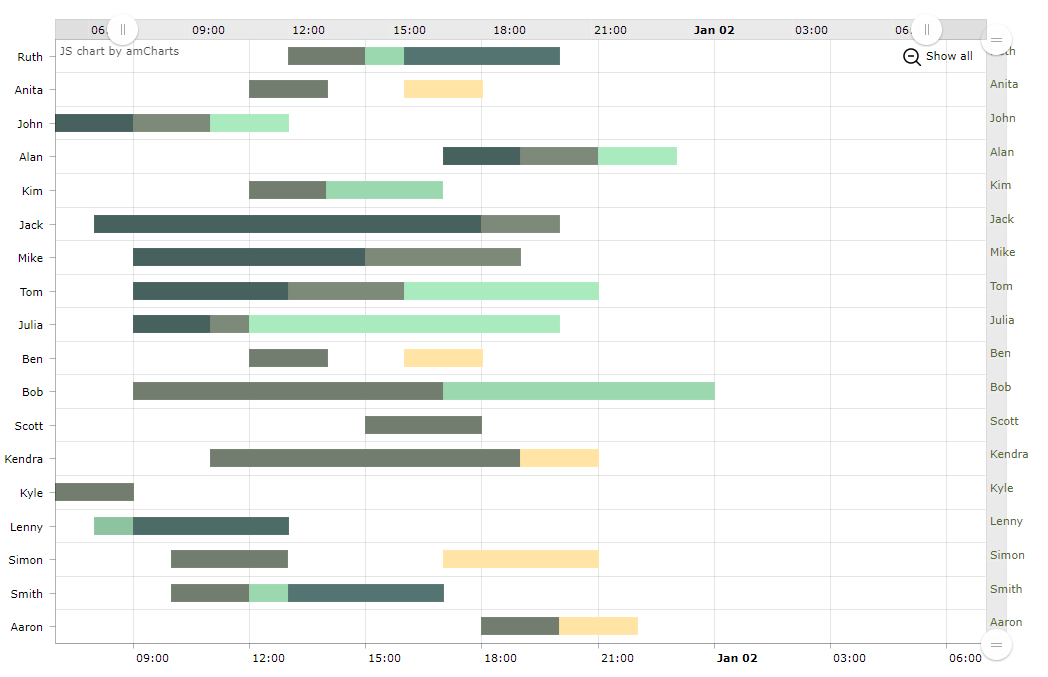 06: 09:00 12:00 15:00 18:00 21:00 Jan 02 03:00 06:
JS chart by amCharts
Show all
Ruth
Anita Anita
John John
Alan Alan
Kim Kim
Jack Jack
Mike Mike
Tom Tom
Julia Julia
Ben Ben
Bob Bob
Scott Scott
Kendra Kendra
Kyle Kyle
Lenny Lenny
Simon Simon
Smith Smith
Aaron Aaron
09:00 12:00 15:00 18:00 21:00 Jan 02 03:00 06:00